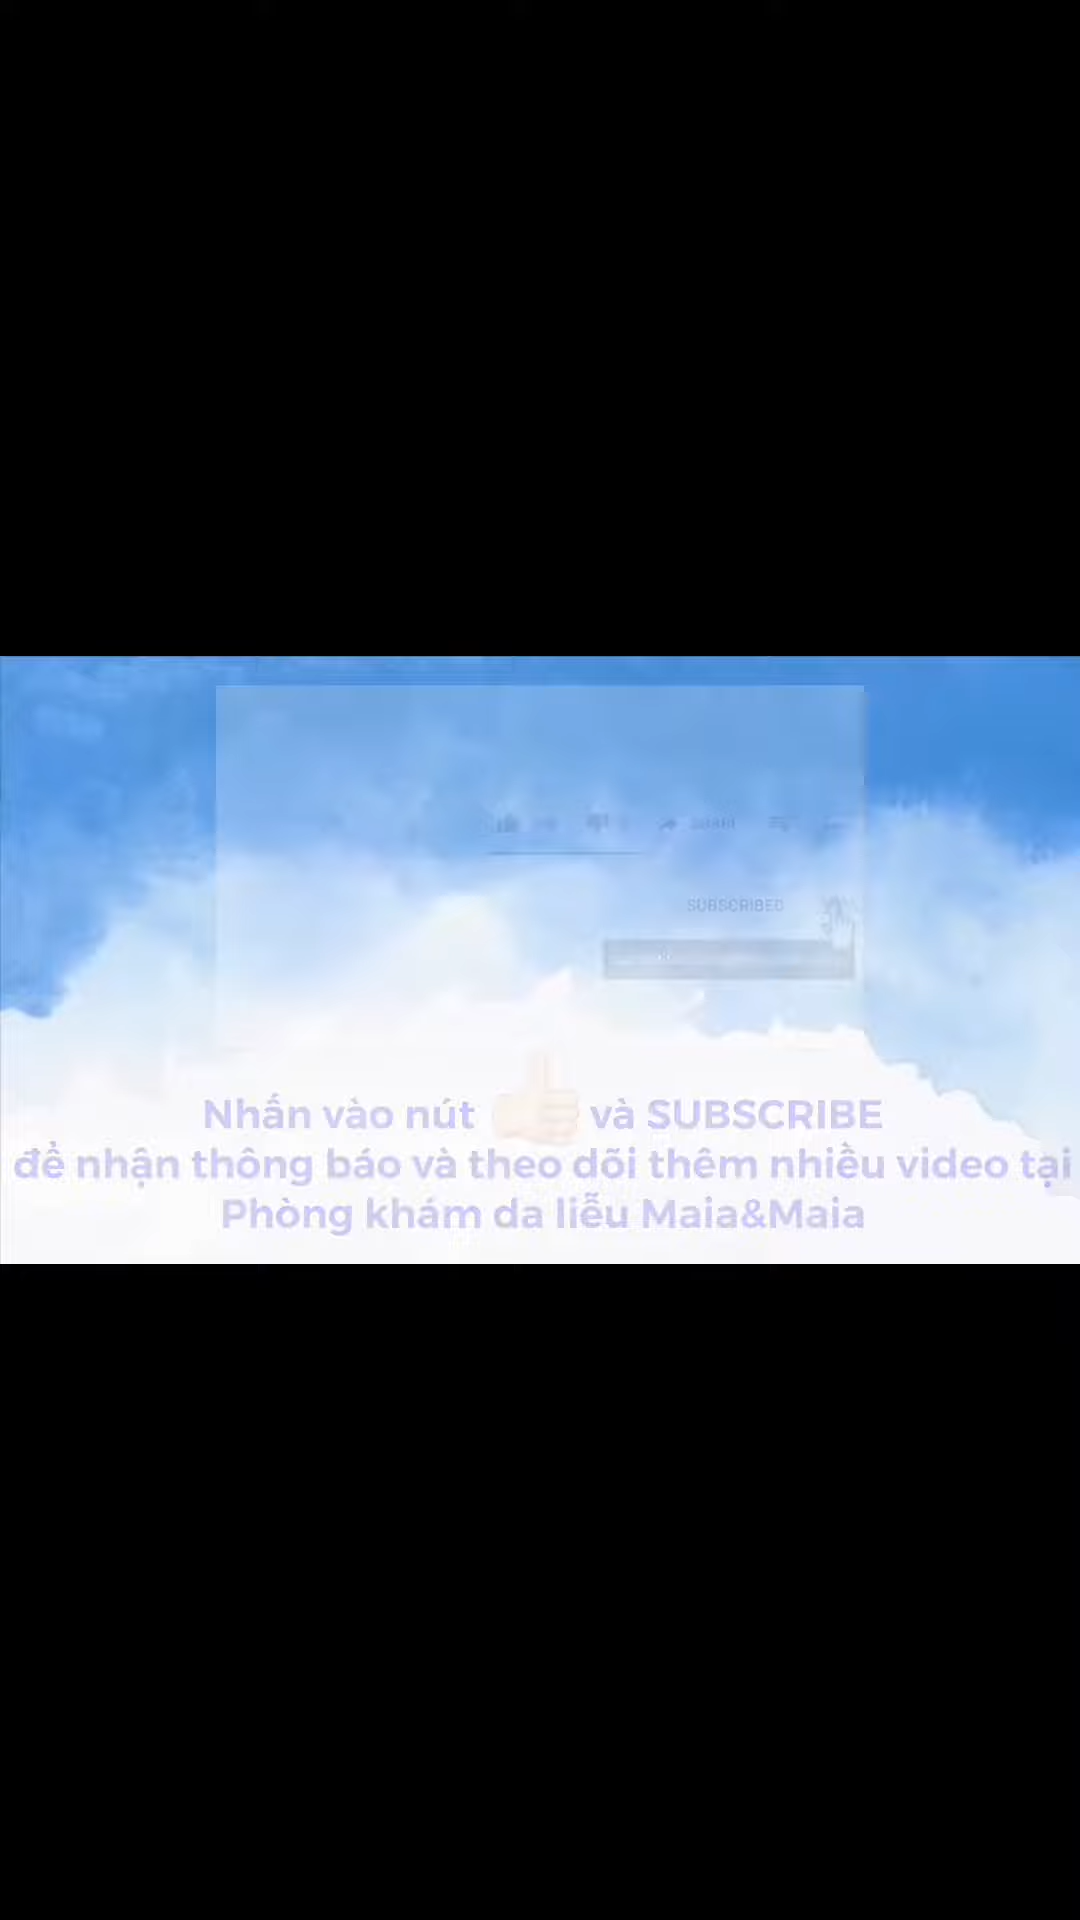 SHARE
SUBSCRIBED
Nhấn vào nút 👍🏻 và SUBSCRIBE
để nhận thông báo và theo dõi thêm nhiều video tại
Phòng khám da liễu Maia&Maia